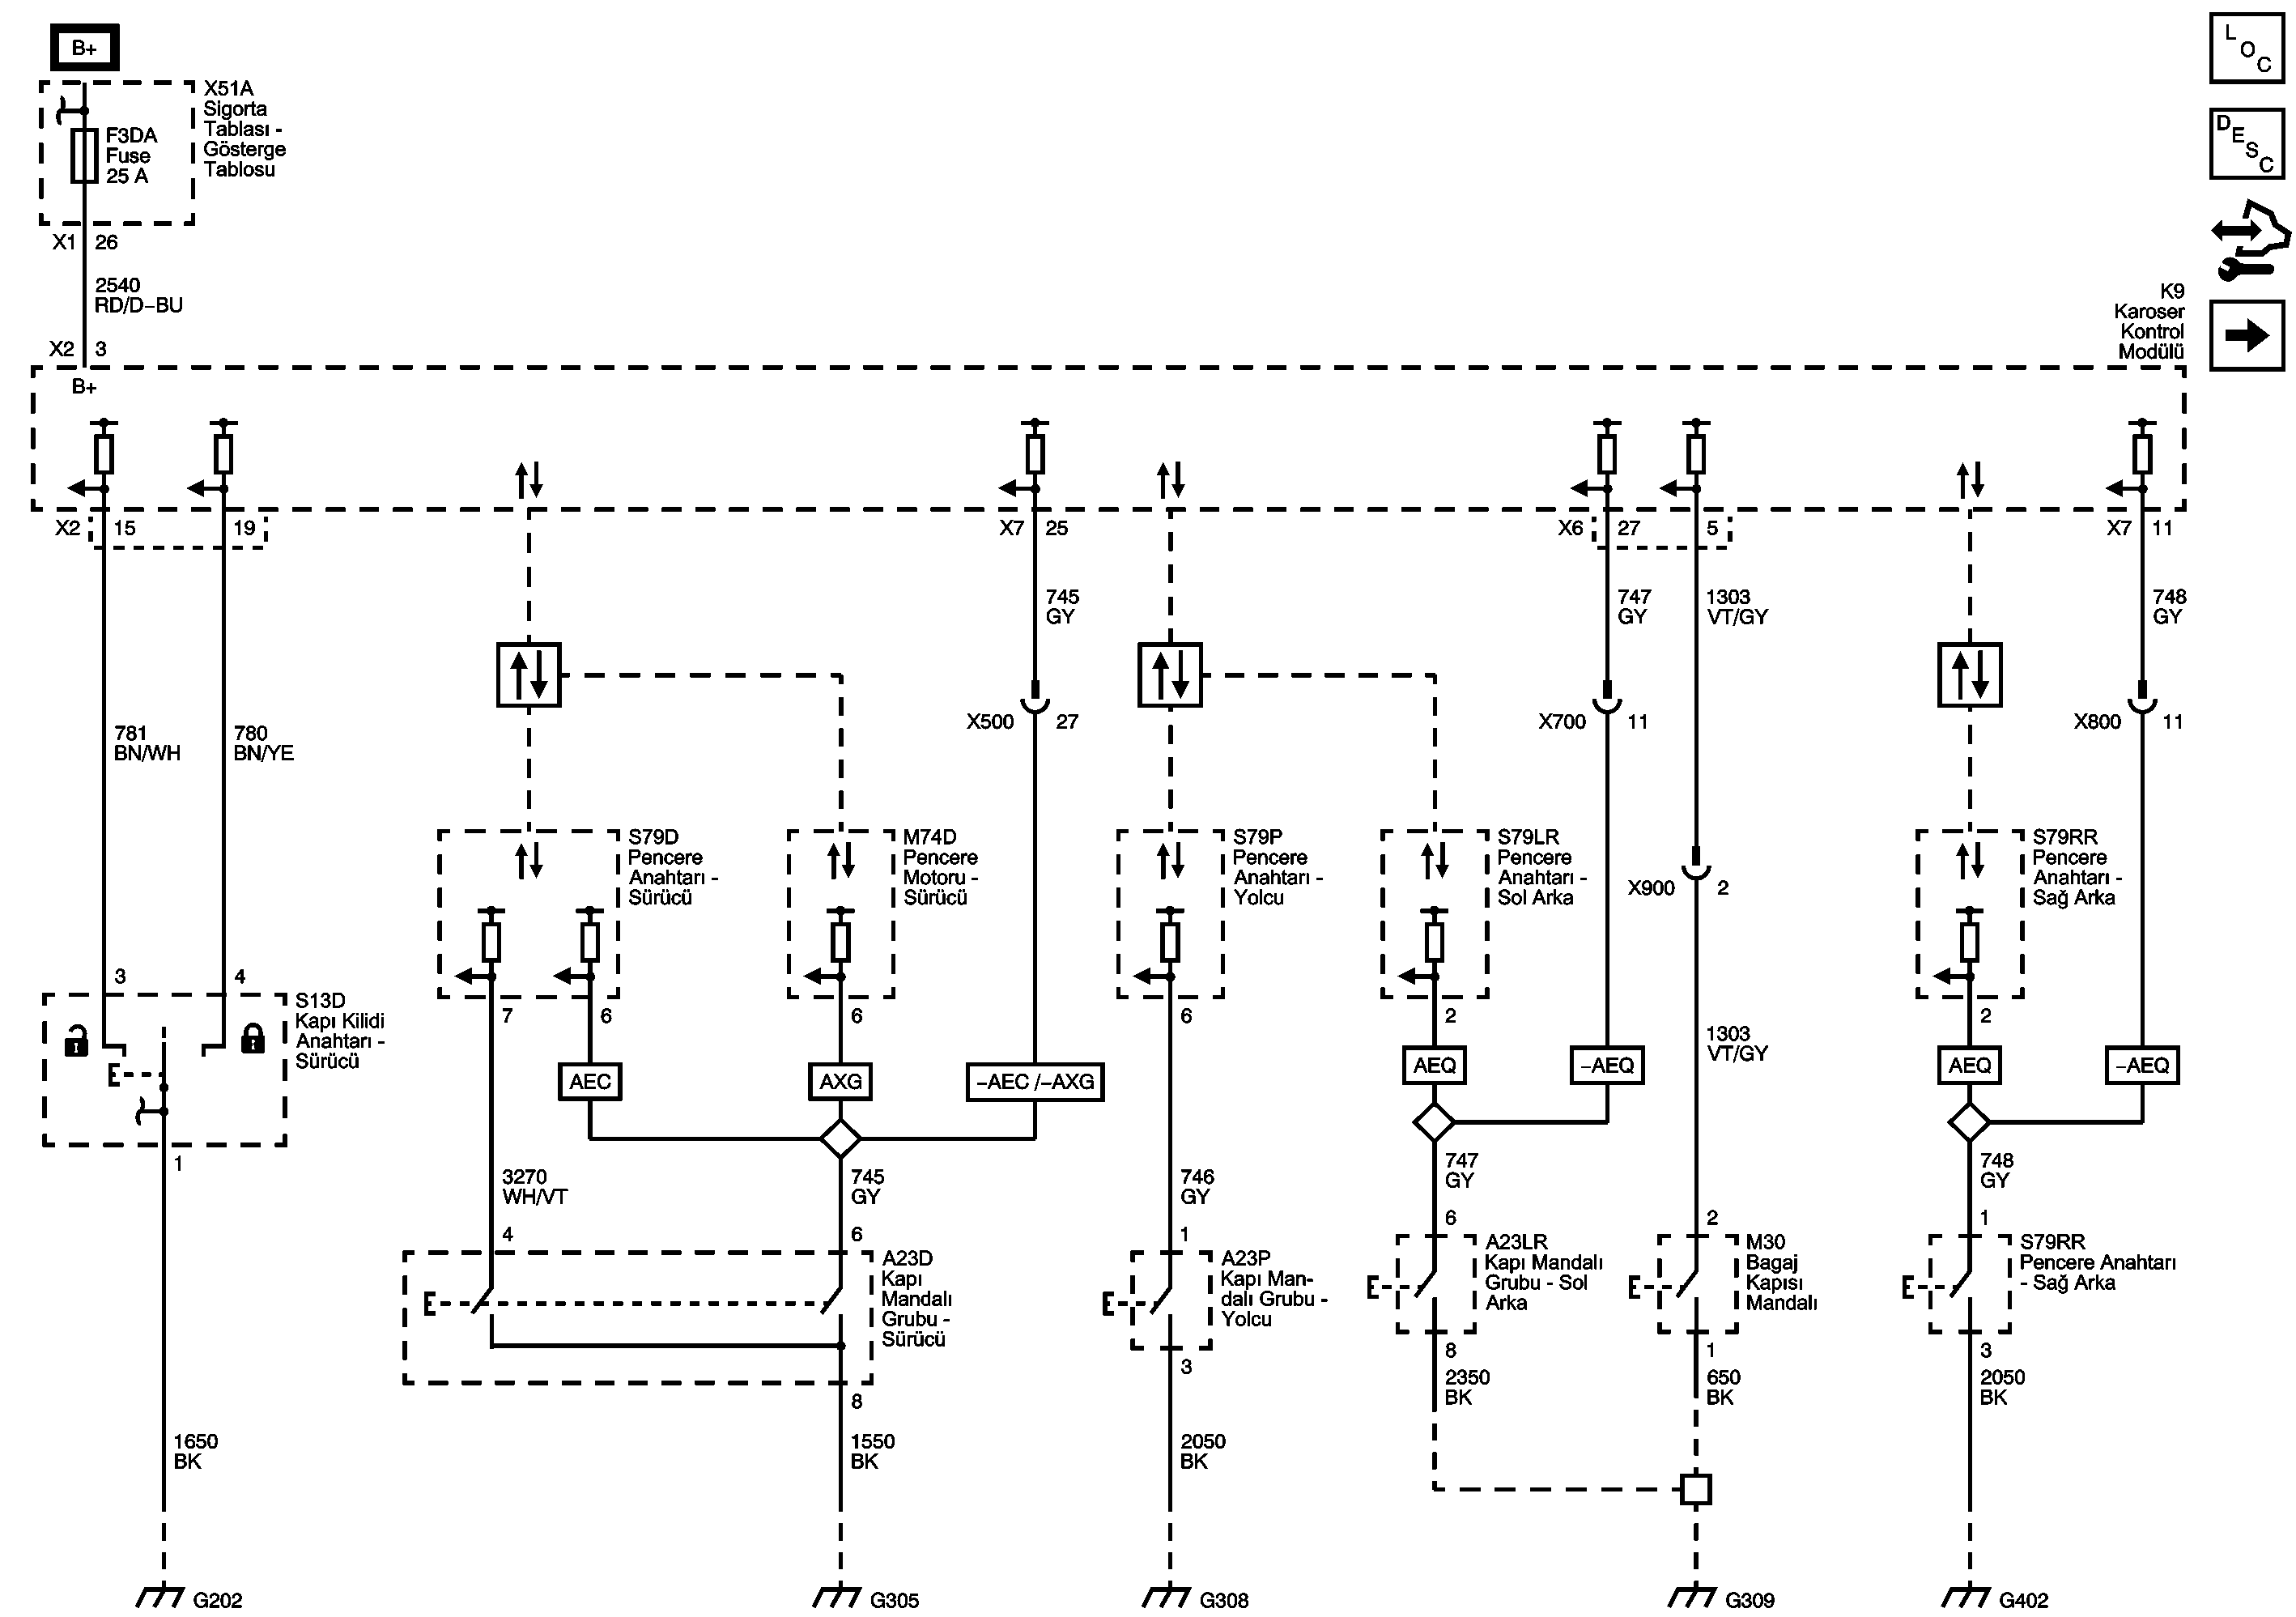 B+
X51A
Sigorta
Tablası -
Gösterge
Tablosu
F3DA
Fuse
25 A
X1 26
2540
RD/D–BU
X2 3
L
O
C
D
E
S
C
K9
Karoser
Kontrol
Modülü
B+
X2 15 19
X7 25
X6 27 5
X7 11
745
GY
747
GY
1303
VT/GY
748
GY
781
BN/WH
780
BN/YE
X500 27
X700 11
X800 11
S79D
Pencere
Anahtarı -
Sürücü
M74D
Pencere
Motoru -
Sürücü
S79P
Pencere
Anahtarı -
Yolcu
S79LR
Pencere
Anahtarı -
Sol Arka
X900 2
S79RR
Pencere
Anahtarı -
Sağ Arka
3 4
S13D
Kapı Kilidi
Anahtarı -
Sürücü
7 6 6 6 2 2
1303
VT/GY
AEC
AXG
–AEC /–AXG
AEQ
–AEQ
AEQ
–AEQ
1
3270
WH/VT
745
GY
746
GY
747
GY
748
GY
4 6 1 6 2 1
A23D
Kapı
Mandalı
Grubu -
Sürücü
A23P
Kapı Man-
dalı Grubu -
Yolcu
A23LR
Kapı Mandalı
Grubu - Sol
Arka
M30
Bagaj
Kapısı
Mandalı
S79RR
Pencere Anahtarı
- Sağ Arka
8 3 8 1 3
2350
BK
650
BK
2050
BK
1650
BK
1550
BK
2050
BK
G202
G305
G308
G309
G402